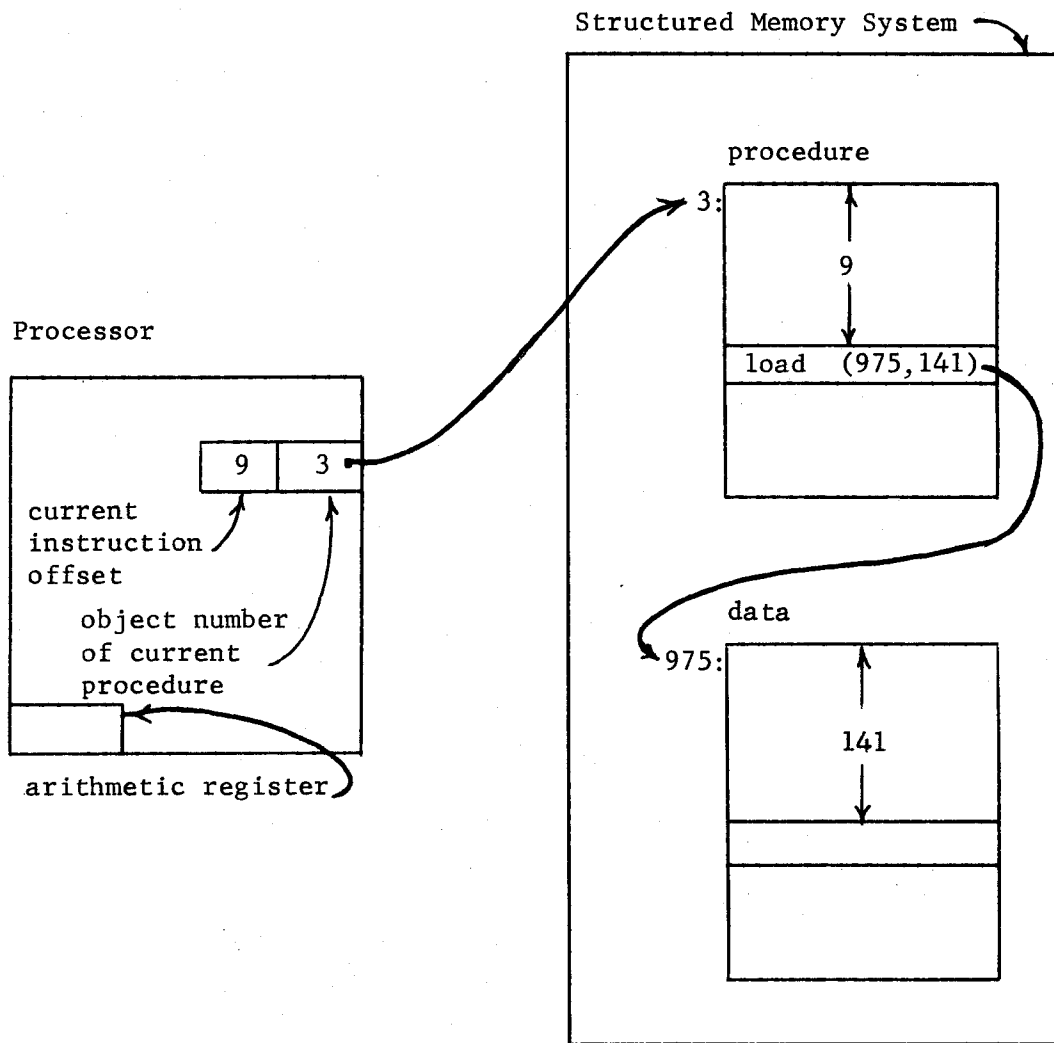 Structured Memory System
procedure
3:
9
load (975,141)
Processor
9 3
current
instruction
offset
object number
of current
procedure
arithmetic register
data
975:
141